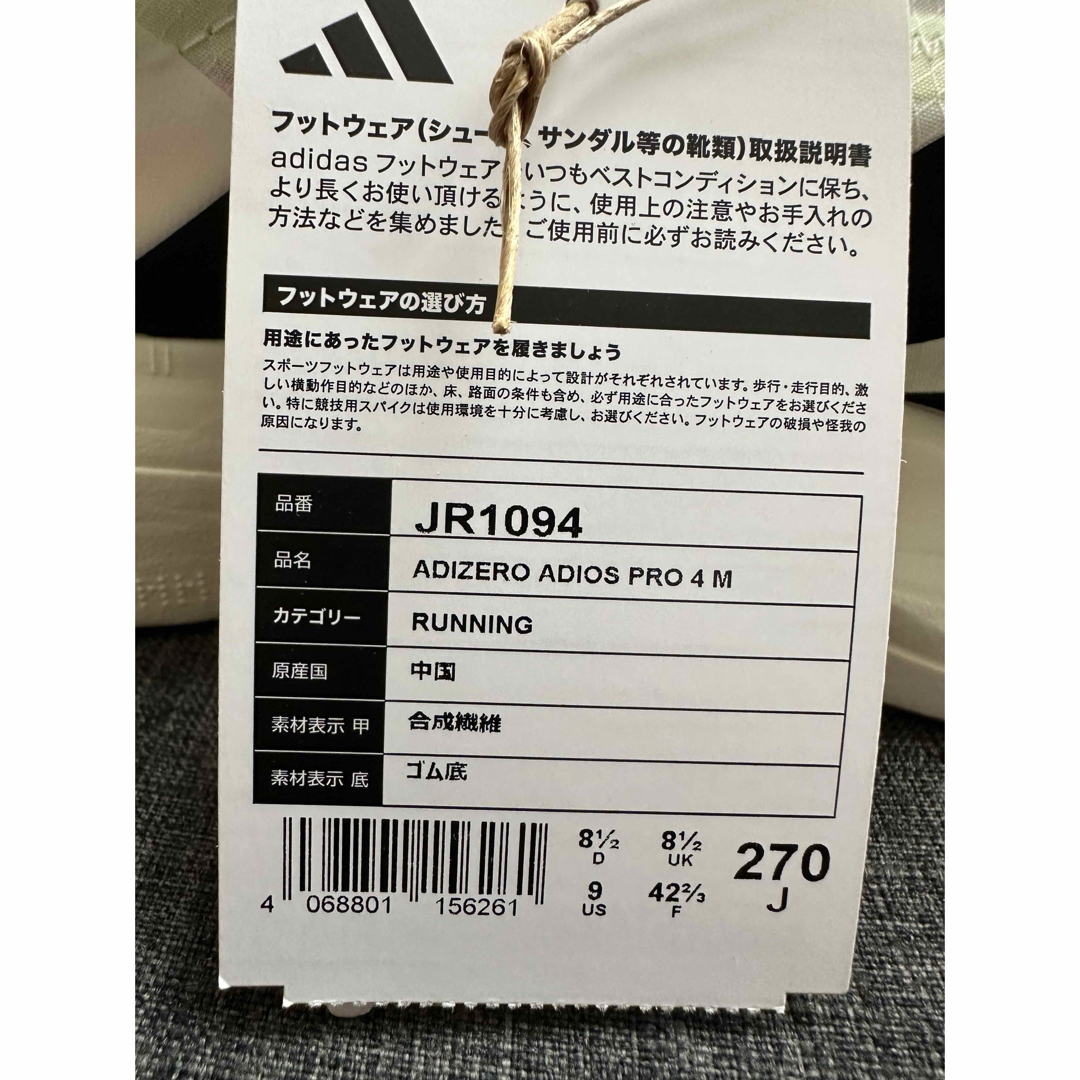 フットウェア(シュー サンダル等の靴類)取扱説明書
adidas フットウェア いつもベストコンディションに保ち、
より長くお使い頂ける ように、使用上の注意やお手入れの
方法などを集めました ご使用前に必ずお読みください。
フットウェアの選び方
用途にあったフットウェアを履きましょう
スポーツフットウェアは用途や使用目的によって設計がそれぞれされています。歩行・走行目的、激
しい横動作目的などのほか、床、路面の条件も含め、必ず用途に合ったフットウェアをお選びくださ
い。特に競技用スパイクは使用環境を十分に考慮し、お選びください。フットウェアの破損や怪我の
原因になります。
品番 JR1094
品名 ADIZERO ADIOS PRO 4 M
カテゴリー RUNNING
原産国 中国
素材表示 甲 合成繊維
素材表示 底 ゴム底
8½ D 8½ UK 270 J
9 US 42⅔ F
4 068801 156261